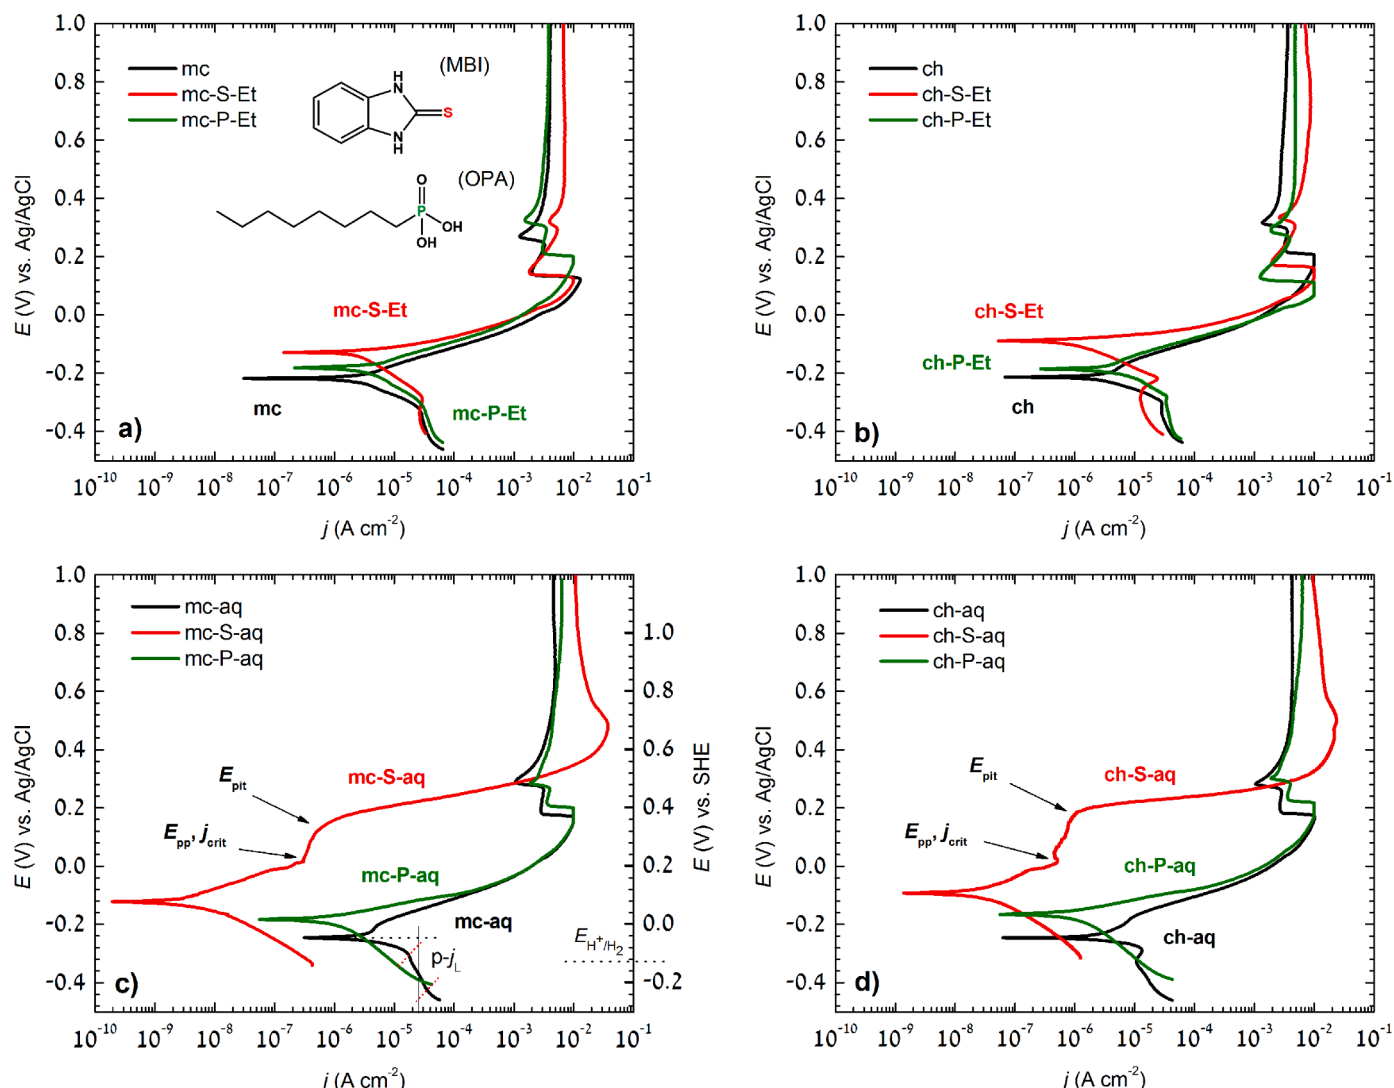 1.0
0.8
0.6
0.4
0.2
0.0
-0.2
-0.4
E (V) vs. Ag/AgCl
mc
mc-S-Et
mc-P-Et
(MBI)
H
N
S
N
H
(OPA)
O
P
OH
OH
mc-S-Et
mc
mc-P-Et
a)
10⁻¹⁰ 10⁻⁹ 10⁻⁸ 10⁻⁷ 10⁻⁶ 10⁻⁵ 10⁻⁴ 10⁻³ 10⁻² 10⁻¹
j (A cm⁻²)
1.0
0.8
0.6
0.4
0.2
0.0
-0.2
-0.4
E (V) vs. Ag/AgCl
ch
ch-S-Et
ch-P-Et
ch-S-Et
ch-P-Et
ch
b)
10⁻¹⁰ 10⁻⁹ 10⁻⁸ 10⁻⁷ 10⁻⁶ 10⁻⁵ 10⁻⁴ 10⁻³ 10⁻² 10⁻¹
j (A cm⁻²)
1.0
0.8
0.6
0.4
0.2
0.0
-0.2
-0.4
E (V) vs. Ag/AgCl
mc-aq
mc-S-aq
mc-P-aq
E_pit
mc-S-aq
E_pp, j_crit
mc-P-aq
mc-aq
p-j_L
E_H⁺/H₂
c)
1.0
0.8
0.6
0.4
0.2
0.0
-0.2
E (V) vs. SHE
10⁻¹⁰ 10⁻⁹ 10⁻⁸ 10⁻⁷ 10⁻⁶ 10⁻⁵ 10⁻⁴ 10⁻³ 10⁻² 10⁻¹
j (A cm⁻²)
1.0
0.8
0.6
0.4
0.2
0.0
-0.2
-0.4
E (V) vs. Ag/AgCl
ch-aq
ch-S-aq
ch-P-aq
E_pit
ch-S-aq
E_pp, j_crit
ch-P-aq
ch-aq
d)
10⁻¹⁰ 10⁻⁹ 10⁻⁸ 10⁻⁷ 10⁻⁶ 10⁻⁵ 10⁻⁴ 10⁻³ 10⁻² 10⁻¹
j (A cm⁻²)